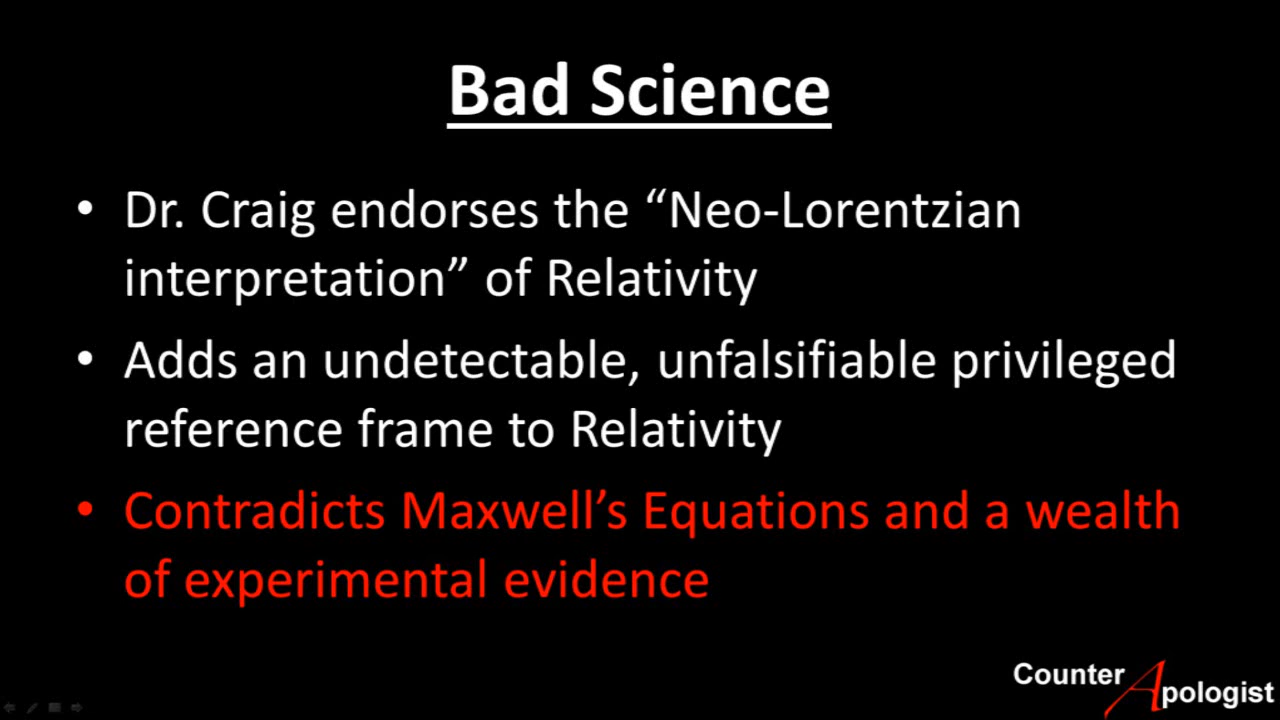 Bad Science
• Dr. Craig endorses the “Neo-Lorentzian
interpretation” of Relativity
• Adds an undetectable, unfalsifiable privileged
reference frame to Relativity
• Contradicts Maxwell’s Equations and a wealth
of experimental evidence
Counter
Apologist